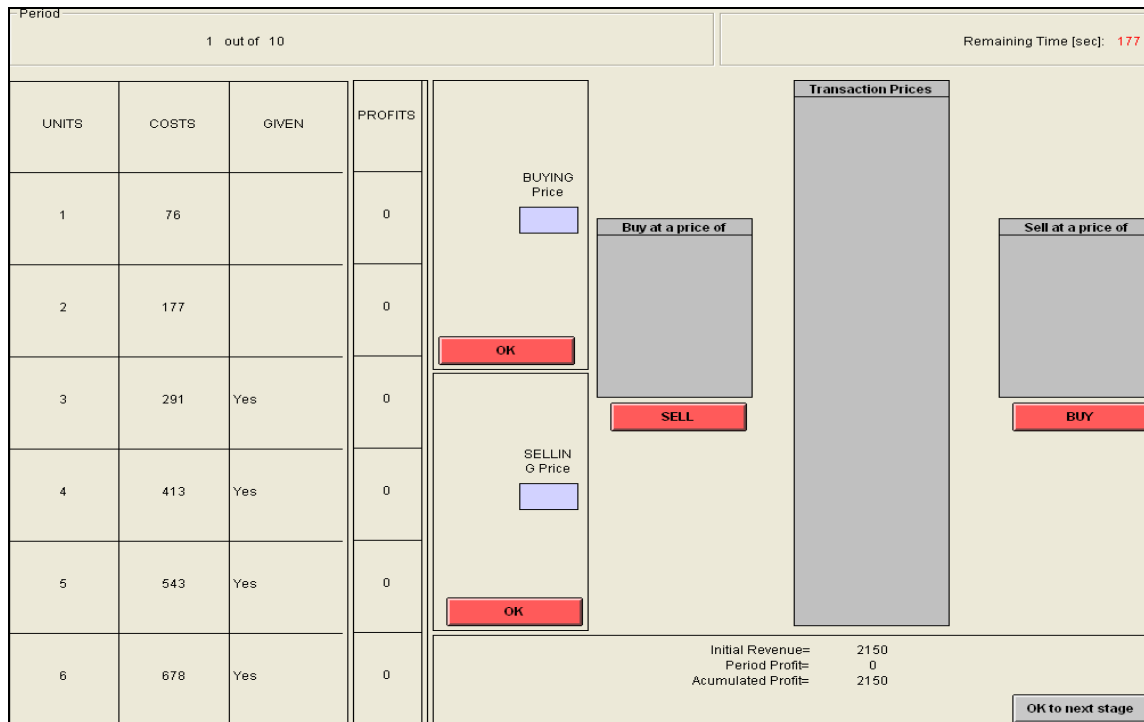 Period
1 out of 10
Remaining Time [sec]: 177
UNITS COSTS GIVEN PROFITS
1 76 0
2 177 0
3 291 Yes 0
4 413 Yes 0
5 543 Yes 0
6 678 Yes 0
BUYING
Price
OK
SELLIN
G Price
OK
Buy at a price of
SELL
Transaction Prices
Sell at a price of
BUY
Initial Revenue= 2150
Period Profit= 0
Acumulated Profit= 2150
OK to next stage